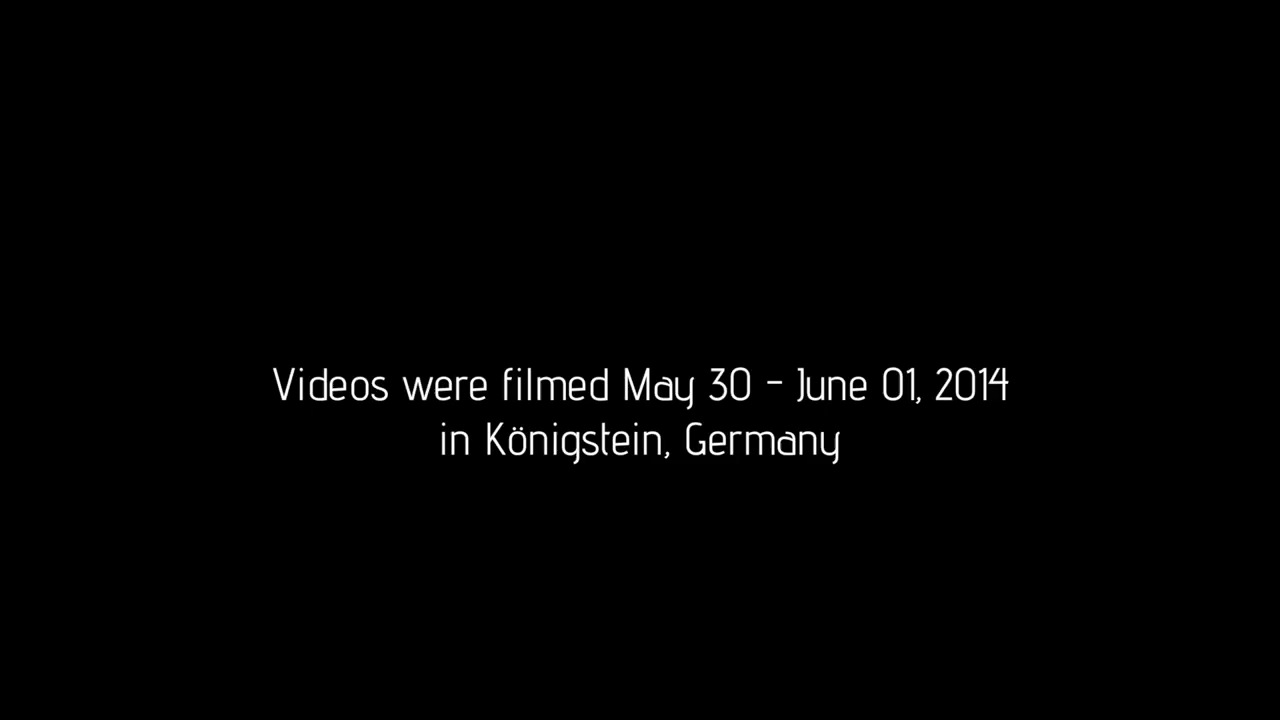 Videos were filmed May 30 - June 01, 2014
in Königstein, Germany